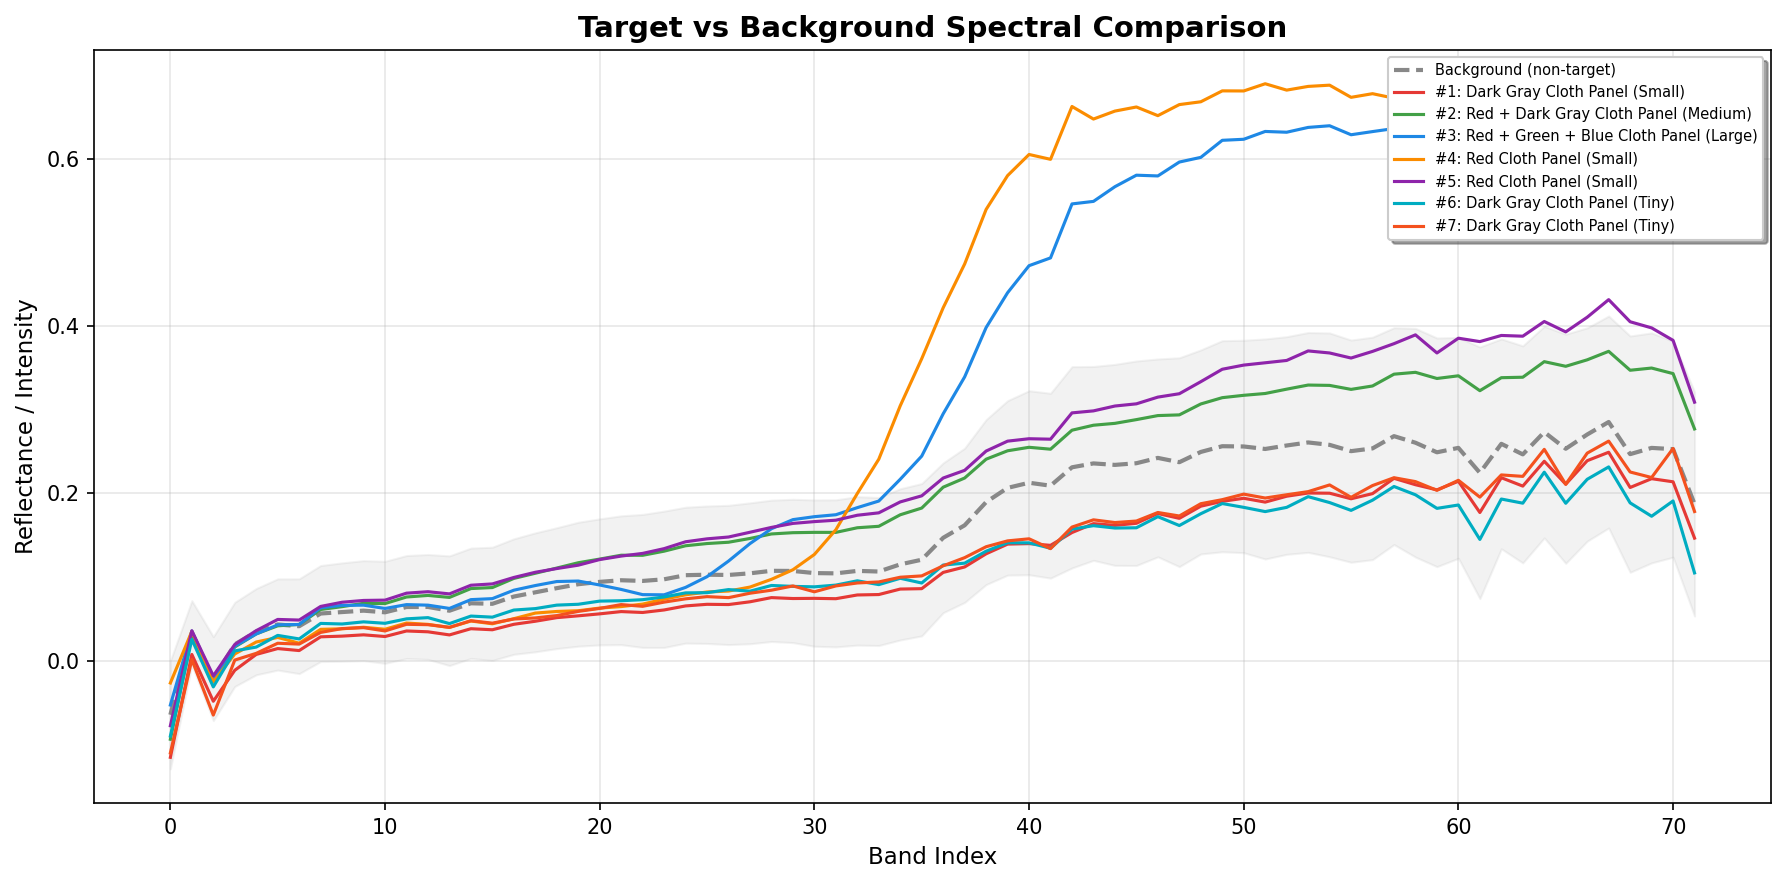 Target vs Background Spectral Comparison
Background (non-target)
#1: Dark Gray Cloth Panel (Small)
#2: Red + Dark Gray Cloth Panel (Medium)
#3: Red + Green + Blue Cloth Panel (Large)
#4: Red Cloth Panel (Small)
#5: Red Cloth Panel (Small)
#6: Dark Gray Cloth Panel (Tiny)
#7: Dark Gray Cloth Panel (Tiny)
Reflectance / Intensity
0.6
0.4
0.2
0.0
0 10 20 30 40 50 60 70
Band Index